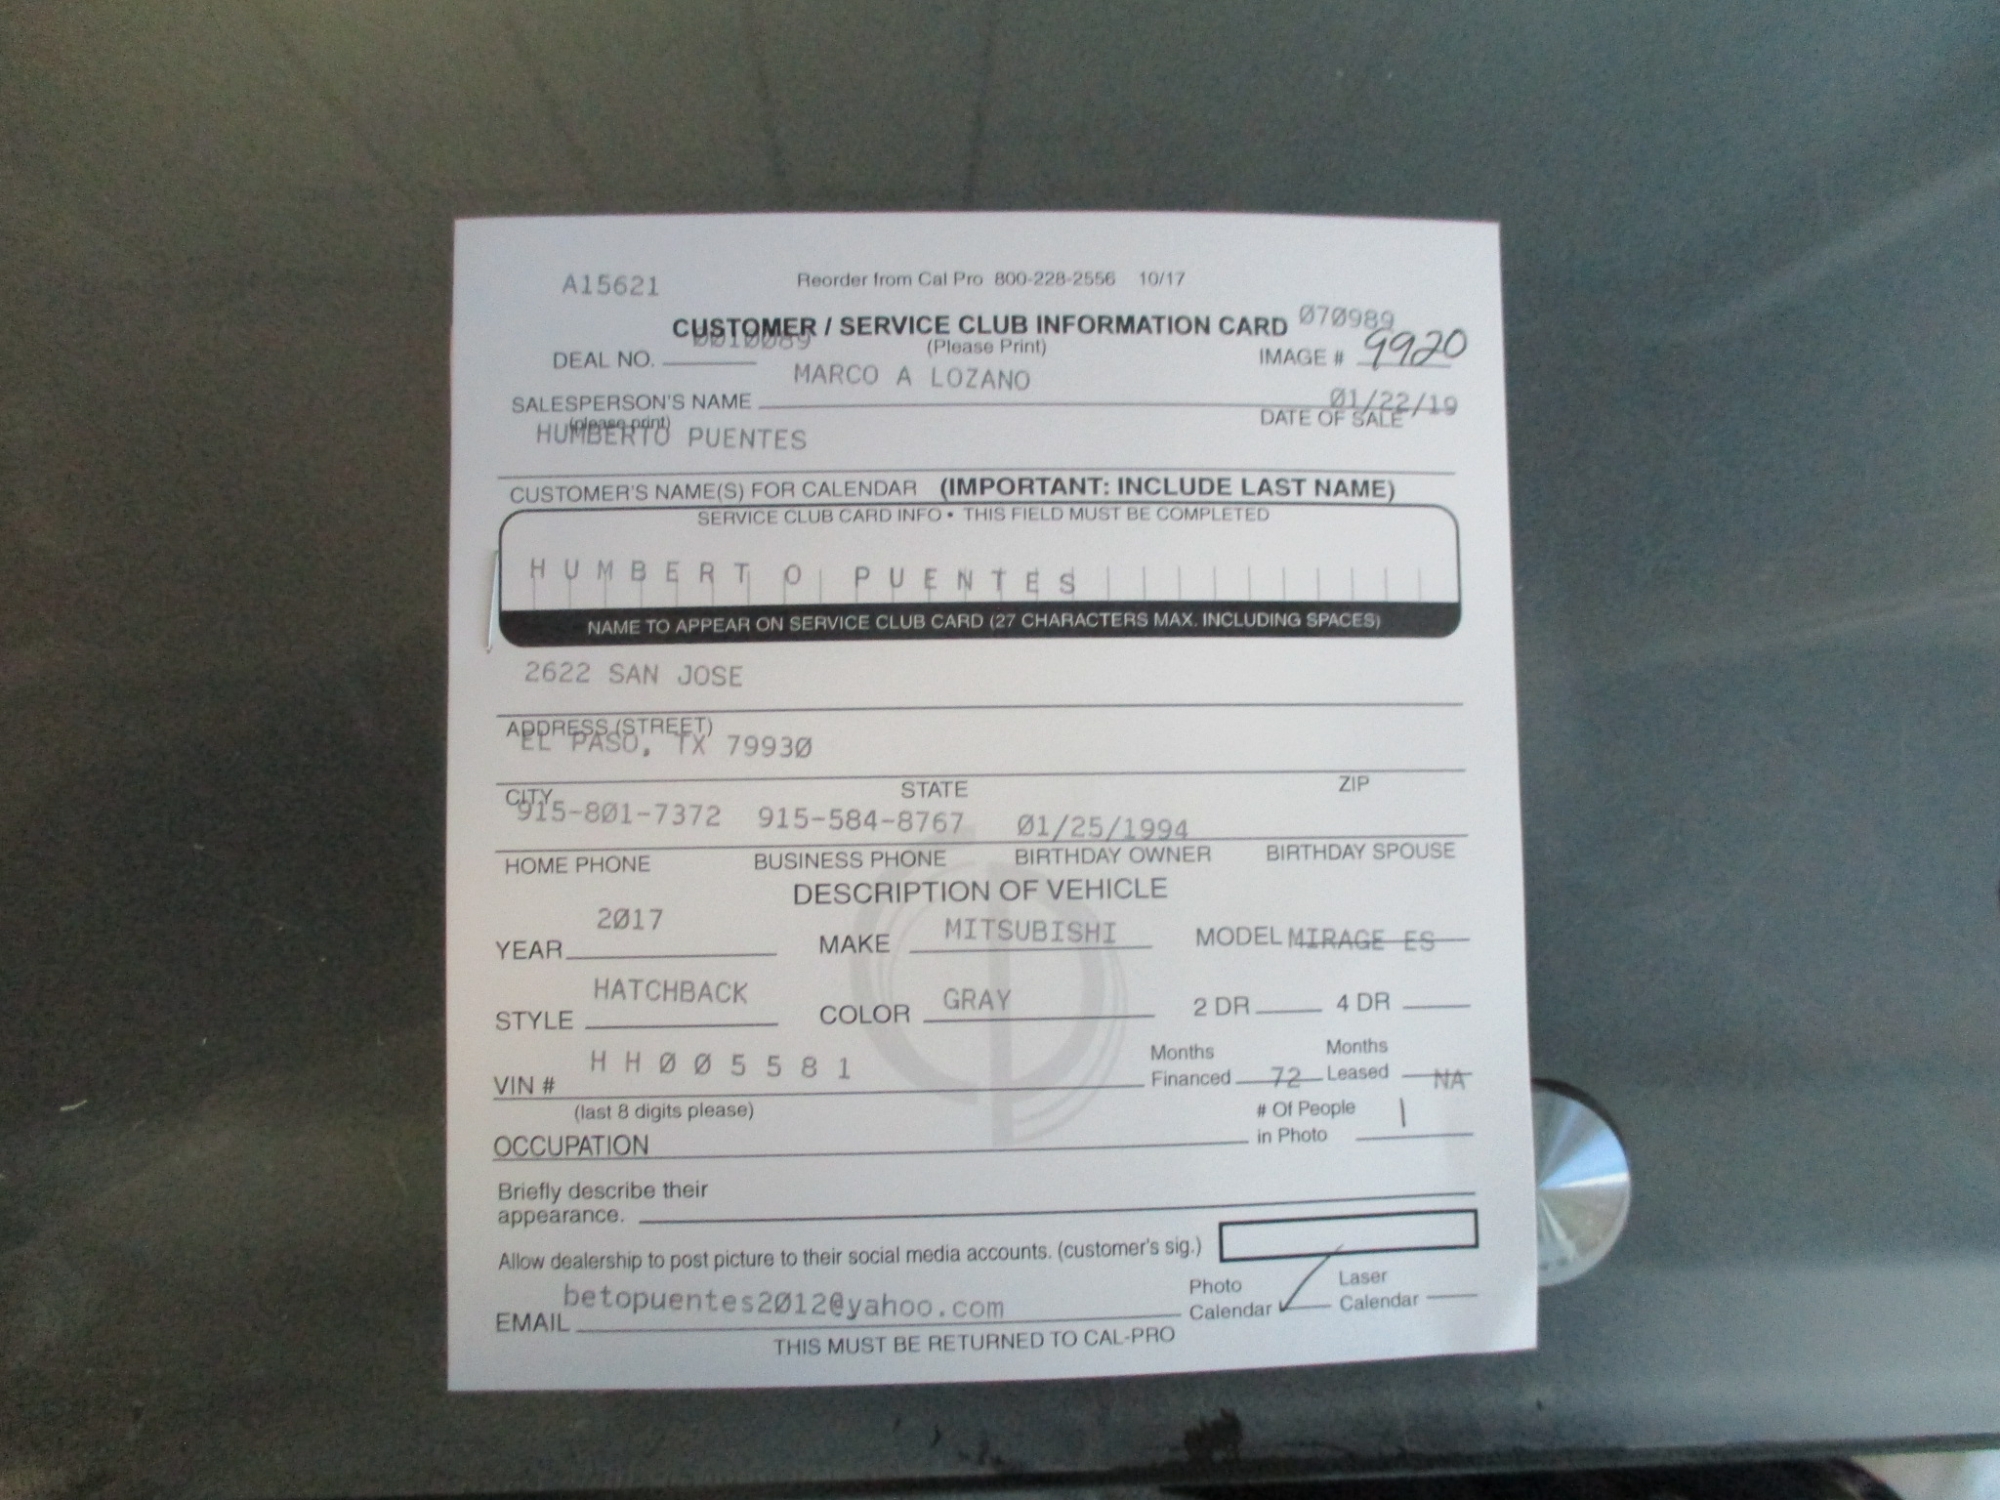 A15621 Reorder from Cal Pro 800-228-2556 10/17
CUSTOMER / SERVICE CLUB INFORMATION CARD 070989
(Please Print)
DEAL NO. 0010089 IMAGE # 9920
MARCO A LOZANO
SALESPERSON'S NAME 01/22/19
(please print) DATE OF SALE
HUMBERTO PUENTES
CUSTOMER'S NAME(S) FOR CALENDAR (IMPORTANT: INCLUDE LAST NAME)
SERVICE CLUB CARD INFO • THIS FIELD MUST BE COMPLETED
HUMBERTO PUENTES
NAME TO APPEAR ON SERVICE CLUB CARD (27 CHARACTERS MAX. INCLUDING SPACES)
2622 SAN JOSE
ADDRESS (STREET)
EL PASO, TX 79930
CITY STATE ZIP
915-801-7372 915-584-8767 01/25/1994
HOME PHONE BUSINESS PHONE BIRTHDAY OWNER BIRTHDAY SPOUSE
DESCRIPTION OF VEHICLE
YEAR 2017 MAKE MITSUBISHI MODEL MIRAGE ES
STYLE HATCHBACK COLOR GRAY 2 DR 4 DR
VIN # HH005581 Months Financed 72 Months Leased NA
(last 8 digits please) # Of People in Photo 1
OCCUPATION
Briefly describe their
appearance.
Allow dealership to post picture to their social media accounts. (customer's sig.)
EMAIL betopuentes2012@yahoo.com Photo Calendar ✓ Laser Calendar
THIS MUST BE RETURNED TO CAL-PRO